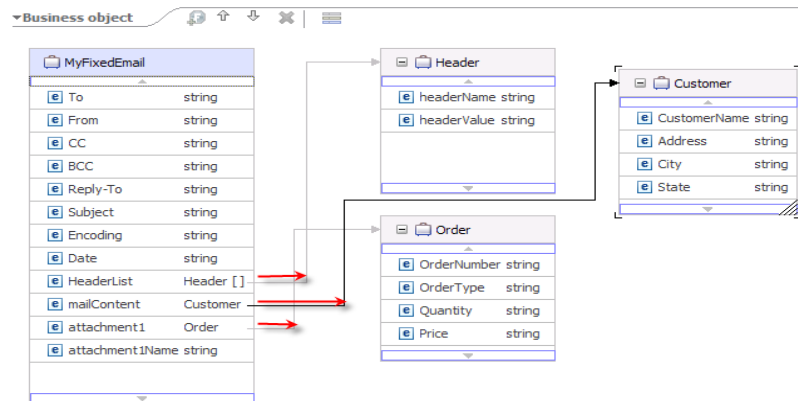 Business object
MyFixedEmail
To string
From string
CC string
BCC string
Reply-To string
Subject string
Encoding string
Date string
HeaderList Header []
mailContent Customer
attachment1 Order
attachment1Name string
Header
headerName string
headerValue string
Order
OrderNumber string
OrderType string
Quantity string
Price string
Customer
CustomerName string
Address string
City string
State string